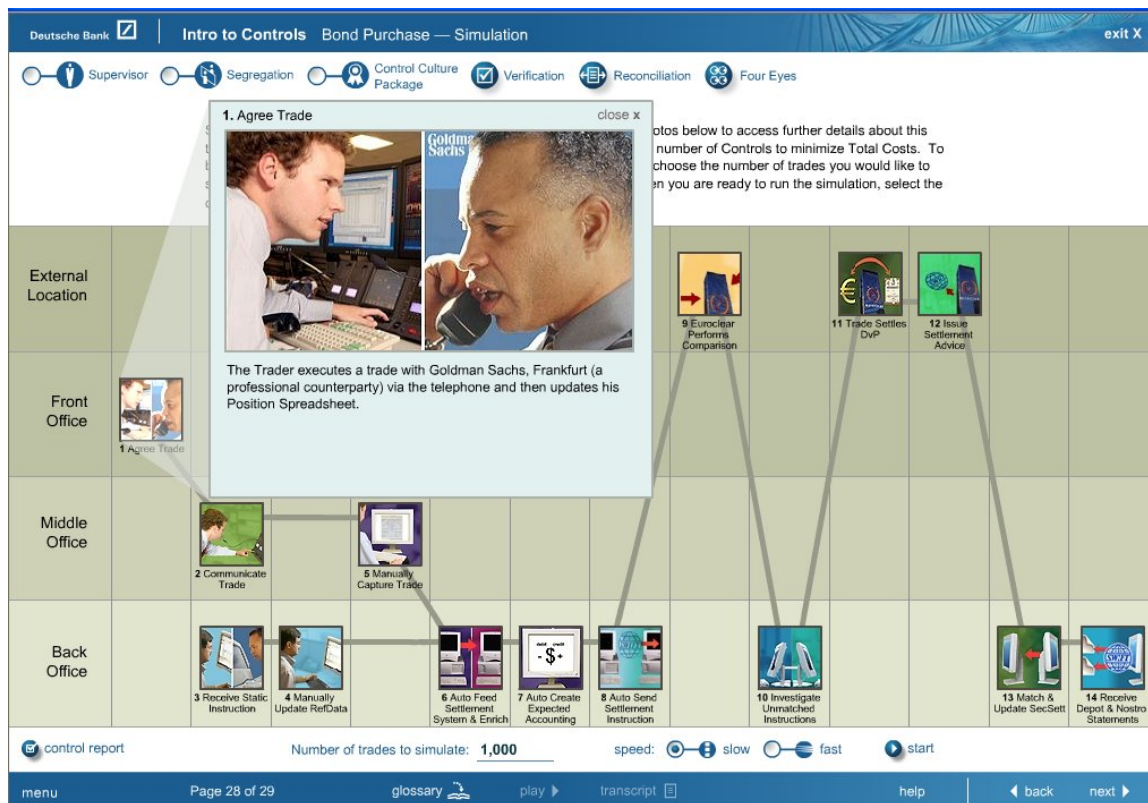 Deutsche Bank
Intro to Controls Bond Purchase — Simulation
exit X
Supervisor
Segregation
Control Culture
Package
Verification
Reconciliation
Four Eyes
1. Agree Trade
close x
Goldman
Sachs
The Trader executes a trade with Goldman Sachs, Frankfurt (a
professional counterparty) via the telephone and then updates his
Position Spreadsheet.
otos below to access further details about this
number of Controls to minimize Total Costs. To
choose the number of trades you would like to
en you are ready to run the simulation, select the
External
Location
9 Euroclear
Performs
Comparison
11 Trade Settles
DvP
12 Issue
Settlement
Advice
Front
Office
1 Agree Trade
Middle
Office
2 Communicate
Trade
5 Manually
Capture Trade
Back
Office
3 Receive Static
Instruction
4 Manually
Update RefData
6 Auto Feed
Settlement
System & Enrich
7 Auto Create
Expected
Accounting
8 Auto Send
Settlement
Instruction
10 Investigate
Unmatched
Instructions
13 Match &
Update SecSett
14 Receive
Depot & Nostro
Statements
control report
Number of trades to simulate: 1,000
speed: slow fast
start
menu
Page 28 of 29
glossary
play
transcript
help
back
next